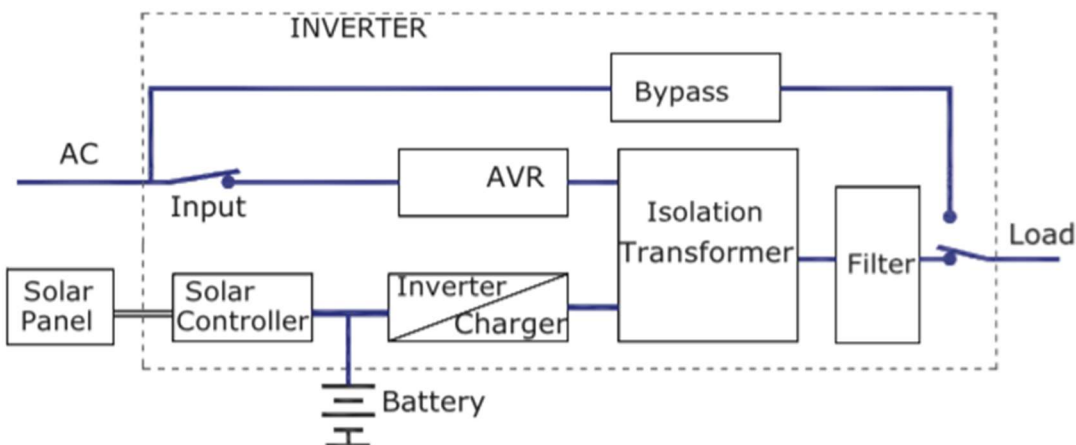 INVERTER
Bypass
AC
AVR
Input
Isolation
Transformer
Load
Filter
Solar
Panel
Solar
Controller
Inverter
Charger
Battery